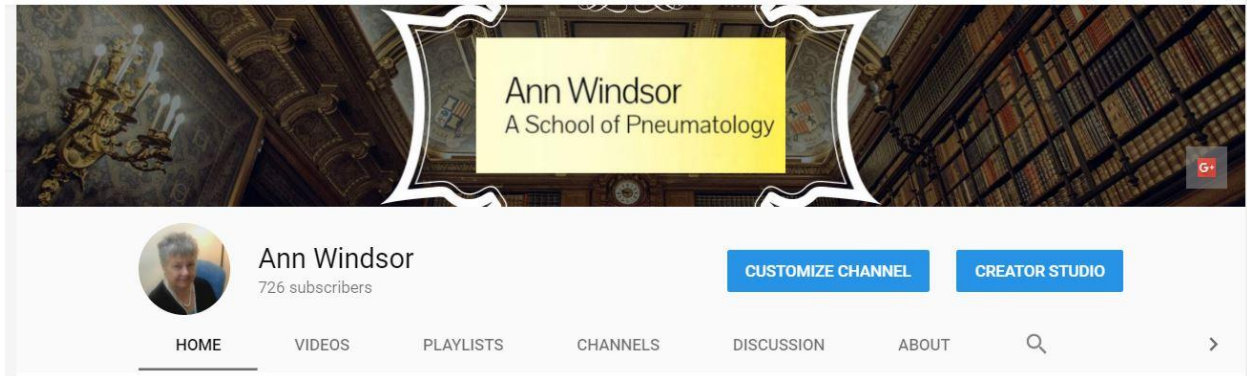 Ann Windsor
A School of Pneumatology
G+
Ann Windsor
726 subscribers
CUSTOMIZE CHANNEL CREATOR STUDIO
HOME VIDEOS PLAYLISTS CHANNELS DISCUSSION ABOUT